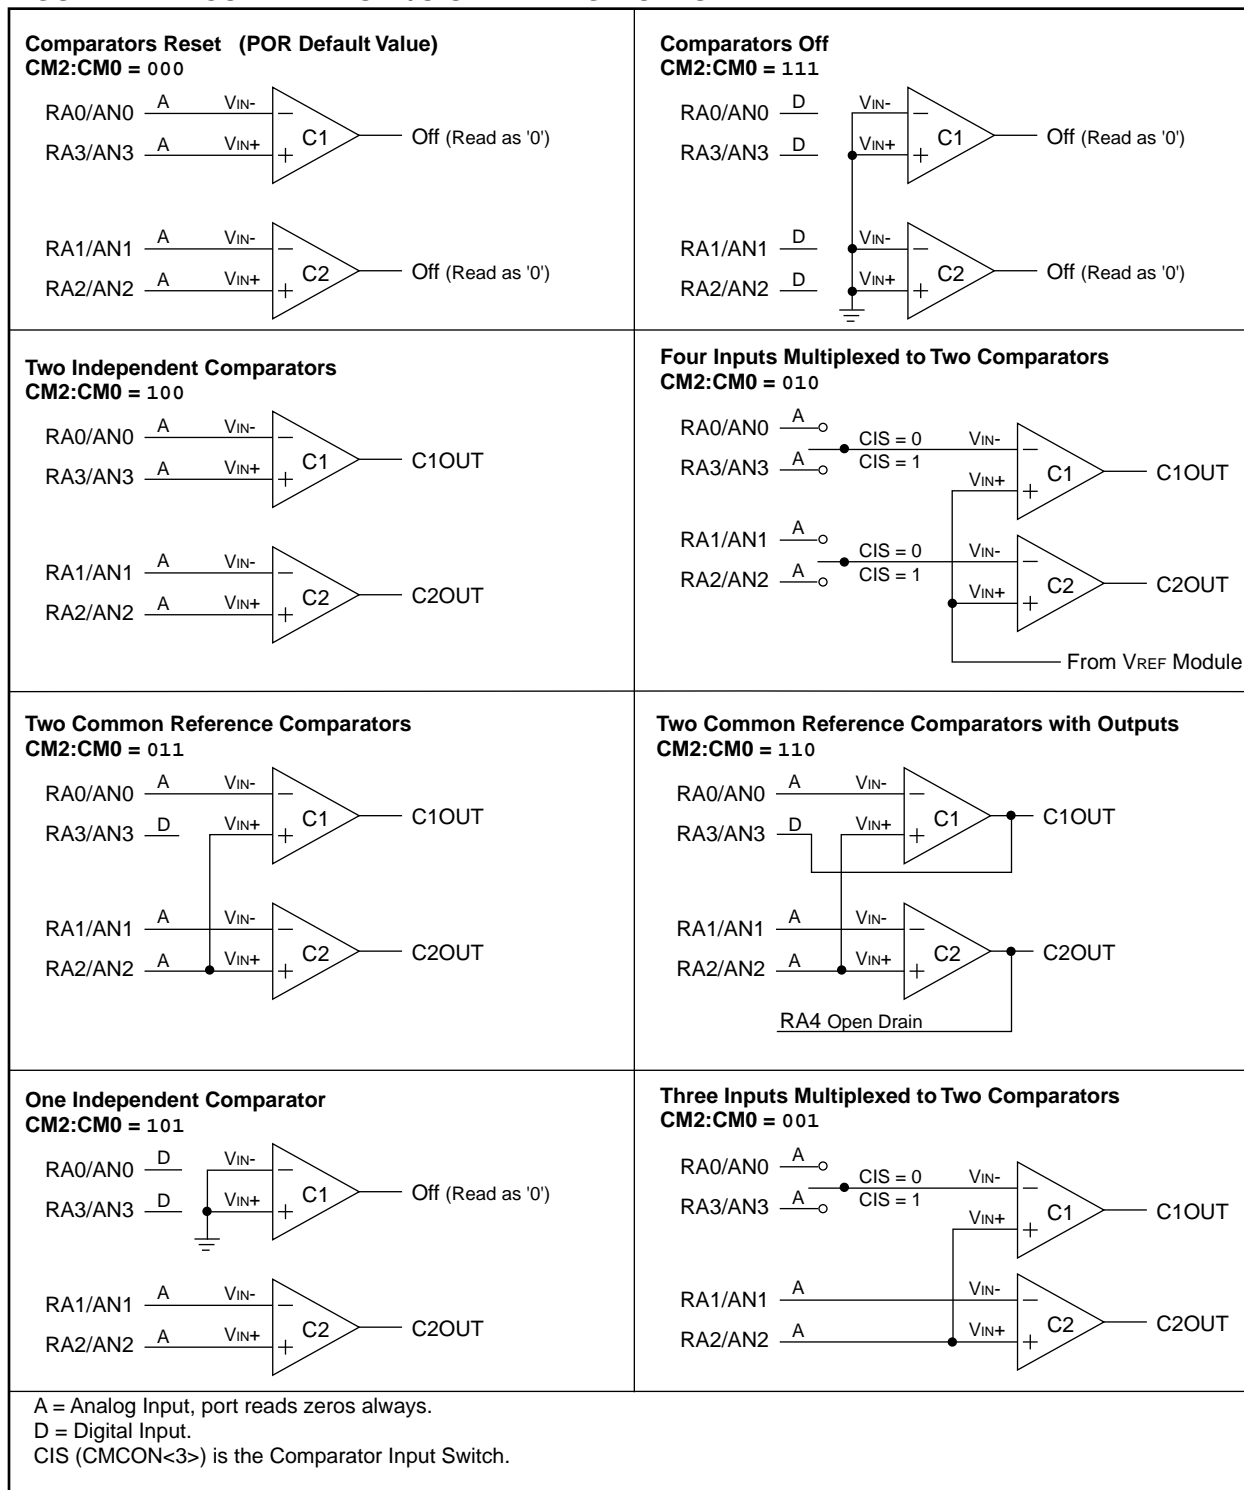 Comparators Reset (POR Default Value)
CM2:CM0 = 000
RA0/AN0 A VIN- −
RA3/AN3 A VIN+ +
C1
Off (Read as '0')
RA1/AN1 A VIN- −
RA2/AN2 A VIN+ +
C2
Off (Read as '0')
Comparators Off
CM2:CM0 = 111
RA0/AN0 D VIN- −
RA3/AN3 D VIN+ +
C1
Off (Read as '0')
RA1/AN1 D VIN- −
RA2/AN2 D VIN+ +
C2
Off (Read as '0')
Two Independent Comparators
CM2:CM0 = 100
RA0/AN0 A VIN- −
RA3/AN3 A VIN+ +
C1
C1OUT
RA1/AN1 A VIN- −
RA2/AN2 A VIN+ +
C2
C2OUT
Four Inputs Multiplexed to Two Comparators
CM2:CM0 = 010
RA0/AN0 A CIS = 0 VIN- −
RA3/AN3 A CIS = 1 VIN+ +
C1
C1OUT
RA1/AN1 A CIS = 0 VIN- −
RA2/AN2 A CIS = 1 VIN+ +
C2
C2OUT
From VREF Module
Two Common Reference Comparators
CM2:CM0 = 011
RA0/AN0 A VIN- −
RA3/AN3 D VIN+ +
C1
C1OUT
RA1/AN1 A VIN- −
RA2/AN2 A VIN+ +
C2
C2OUT
Two Common Reference Comparators with Outputs
CM2:CM0 = 110
RA0/AN0 A VIN- −
RA3/AN3 D VIN+ +
C1
C1OUT
RA1/AN1 A VIN- −
RA2/AN2 A VIN+ +
C2
C2OUT
RA4 Open Drain
One Independent Comparator
CM2:CM0 = 101
RA0/AN0 D VIN- −
RA3/AN3 D VIN+ +
C1
Off (Read as '0')
RA1/AN1 A VIN- −
RA2/AN2 A VIN+ +
C2
C2OUT
Three Inputs Multiplexed to Two Comparators
CM2:CM0 = 001
RA0/AN0 A CIS = 0 VIN- −
RA3/AN3 A CIS = 1 VIN+ +
C1
C1OUT
RA1/AN1 A VIN- −
RA2/AN2 A VIN+ +
C2
C2OUT
A = Analog Input, port reads zeros always.
D = Digital Input.
CIS (CMCON<3>) is the Comparator Input Switch.